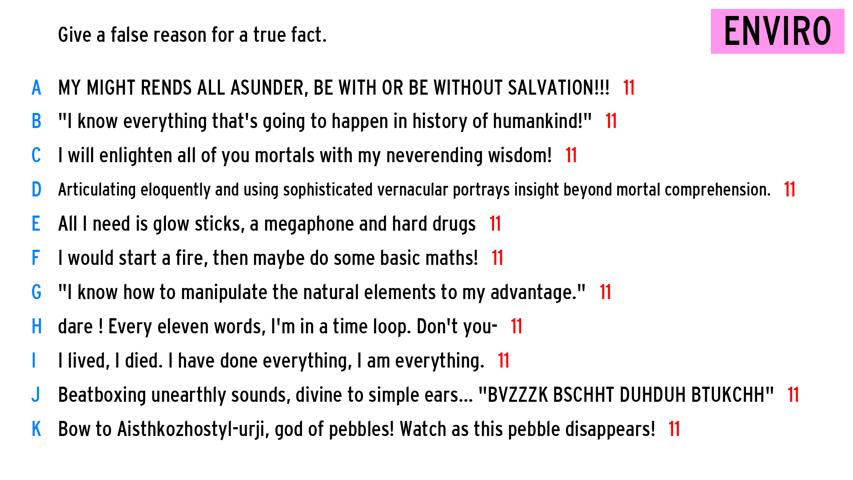 Give a false reason for a true fact.
ENVIRO
A MY MIGHT RENDS ALL ASUNDER, BE WITH OR BE WITHOUT SALVATION!!! 11
B "I know everything that's going to happen in history of humankind!" 11
C I will enlighten all of you mortals with my neverending wisdom! 11
D Articulating eloquently and using sophisticated vernacular portrays insight beyond mortal comprehension. 11
E All I need is glow sticks, a megaphone and hard drugs 11
F I would start a fire, then maybe do some basic maths! 11
G "I know how to manipulate the natural elements to my advantage." 11
H dare ! Every eleven words, I'm in a time loop. Don't you- 11
I I lived, I died. I have done everything, I am everything. 11
J Beatboxing unearthly sounds, divine to simple ears... "BVZZZK BSCHHT DUHDUH BTUKCHH" 11
K Bow to Aisthkozhostyl-urji, god of pebbles! Watch as this pebble disappears! 11